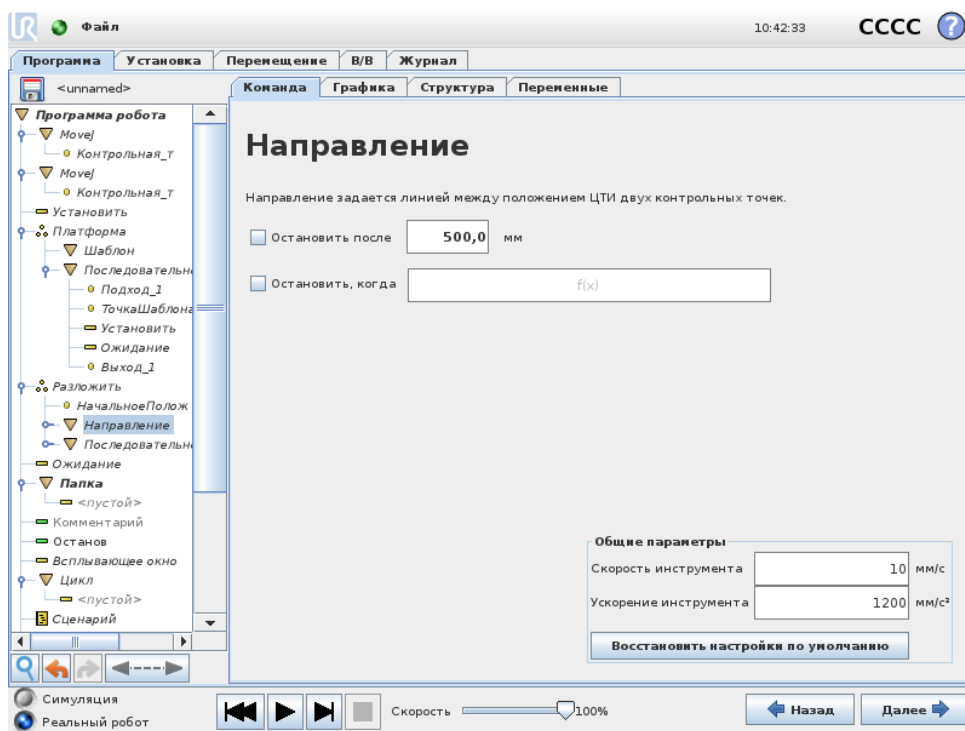 UR Файл 10:42:33 CCCC ?
Программа Установка Перемещение В/В Журнал
<unnamed>
Команда Графика Структура Переменные
Программа робота
MoveJ
Контрольная_т
MoveJ
Контрольная_т
Установить
Платформа
Шаблон
Последовательн
Подход_1
ТочкаШаблона
Установить
Ожидание
Выход_1
Разложить
НачальноеПолож
Направление
Последовательн
Ожидание
Папка
<пустой>
Комментарий
Останов
Всплывающее окно
Цикл
<пустой>
Сценарий
Направление
Направление задается линией между положением ЦТИ двух контрольных точек.
Остановить после 500,0 мм
Остановить, когда f(x)
Общие параметры
Скорость инструмента 10 мм/с
Ускорение инструмента 1200 мм/с²
Восстановить настройки по умолчанию
Симуляция
Реальный робот
Скорость 100%
Назад Далее